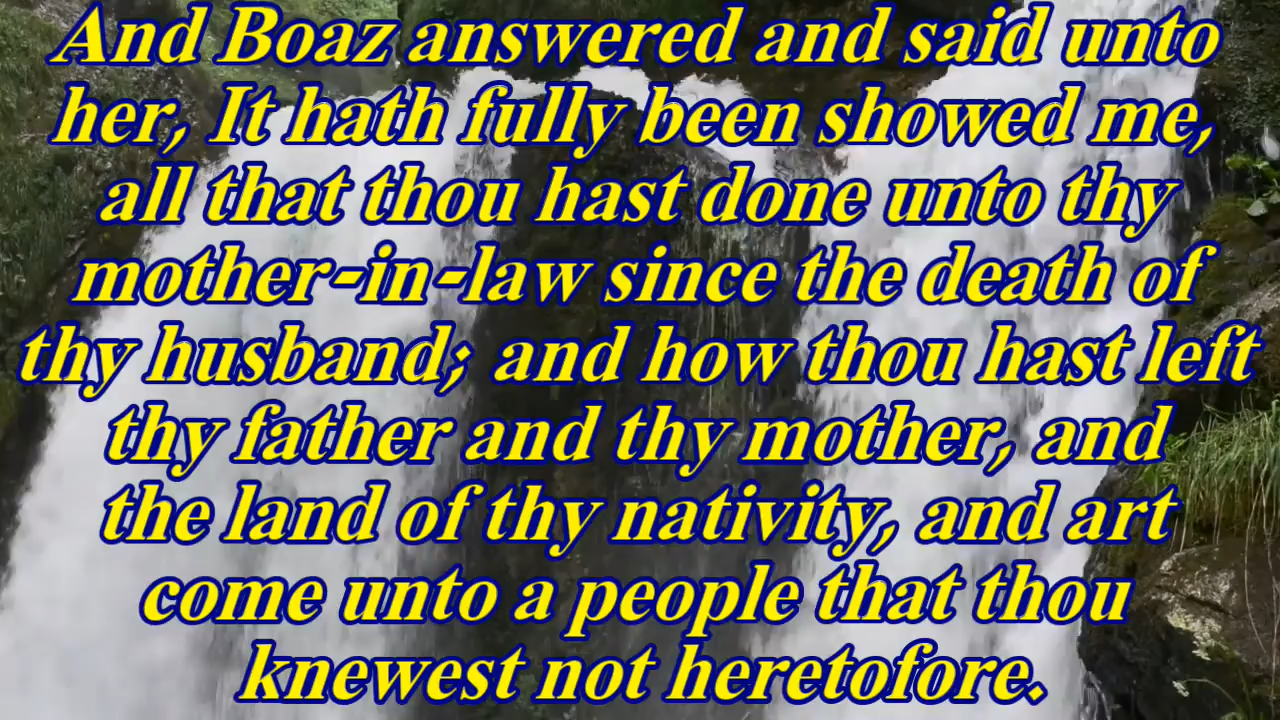 And Boaz answered and said unto
her, It hath fully been showed me,
all that thou hast done unto thy
mother-in-law since the death of
thy husband; and how thou hast left
thy father and thy mother, and
the land of thy nativity, and art
come unto a people that thou
knewest not heretofore.